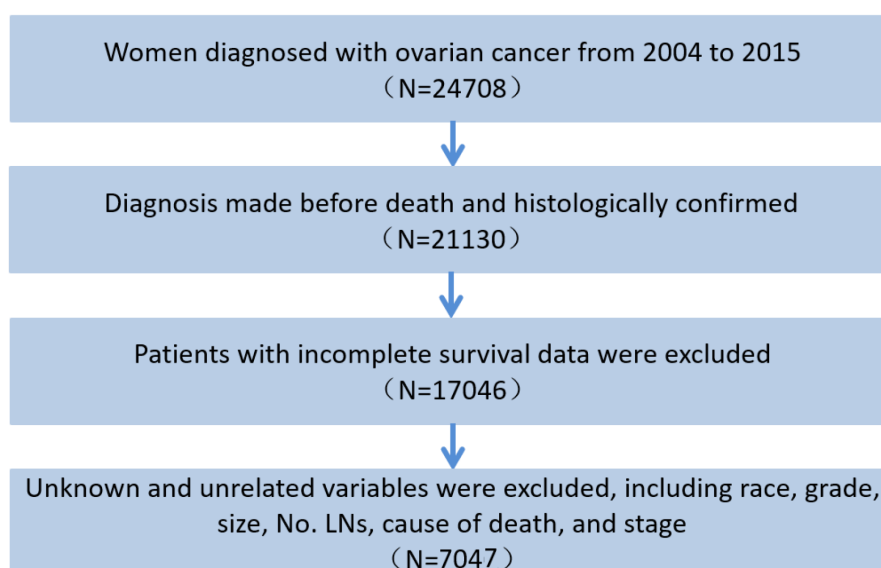 Women diagnosed with ovarian cancer from 2004 to 2015
（N=24708）
Diagnosis made before death and histologically confirmed
（N=21130）
Patients with incomplete survival data were excluded
（N=17046）
Unknown and unrelated variables were excluded, including race, grade,
size, No. LNs, cause of death, and stage
（N=7047）